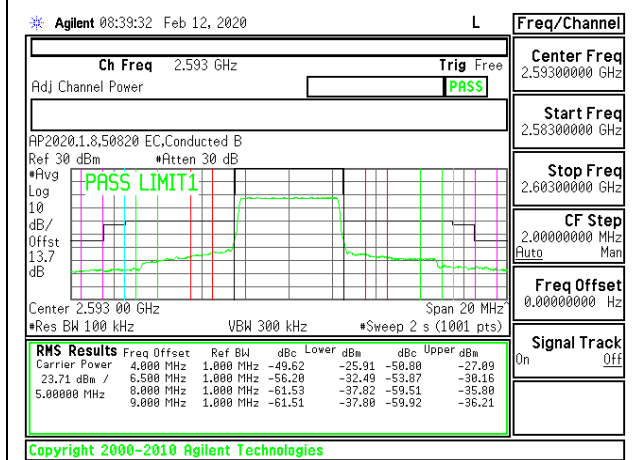 Agilent 08:39:32 Feb 12, 2020 L Freq/Channel
Ch Freq 2.593 GHz Trig Free
Adj Channel Power PASS
AP2020.1.8,50820 EC,Conducted B
Ref 30 dBm #Atten 30 dB
#Avg
Log
10
dB/
Offst
13.7
dB
PASS LIMIT1
Center 2.593 00 GHz Span 20 MHz^
#Res BW 100 kHz VBW 300 kHz #Sweep 2 s (1001 pts)
RMS Results Freq Offset Ref BW dBc Lower dBm dBc Upper dBm
Carrier Power 4.000 MHz 1.000 MHz -49.62 -25.91 -50.80 -27.09
23.71 dBm / 6.500 MHz 1.000 MHz -56.20 -32.49 -53.87 -30.16
5.00000 MHz 8.000 MHz 1.000 MHz -61.53 -37.82 -59.51 -35.80
9.000 MHz 1.000 MHz -61.51 -37.80 -59.92 -36.21
Copyright 2000-2010 Agilent Technologies
Center Freq
2.59300000 GHz
Start Freq
2.58300000 GHz
Stop Freq
2.60300000 GHz
CF Step
2.00000000 MHz
Auto Man
Freq Offset
0.00000000 Hz
Signal Track
On Off